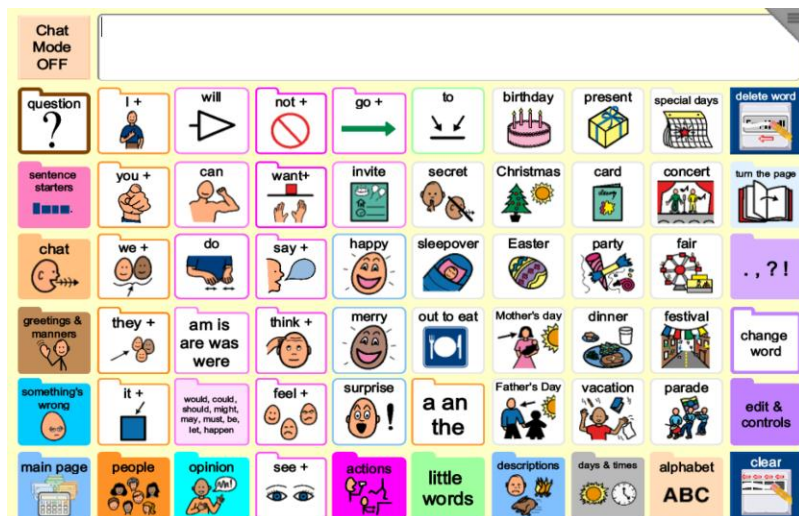 Chat
Mode
OFF
question
?
I +
will
not +
go +
to
birthday
present
special days
delete word
sentence
starters
you +
can
want+
invite
secret
Christmas
card
concert
turn the page
chat
we +
do
say +
happy
sleepover
Easter
party
fair
. , ? !
greetings &
manners
they +
am is
are was
were
think +
merry
out to eat
Mother's day
dinner
festival
change
word
something's
wrong
it +
would, could,
should, might,
may, must, be,
let, happen
feel +
surprise
!
a an
the
Father's Day
vacation
parade
edit &
controls
main page
people
opinion
see +
actions
little
words
descriptions
days & times
alphabet
ABC
clear